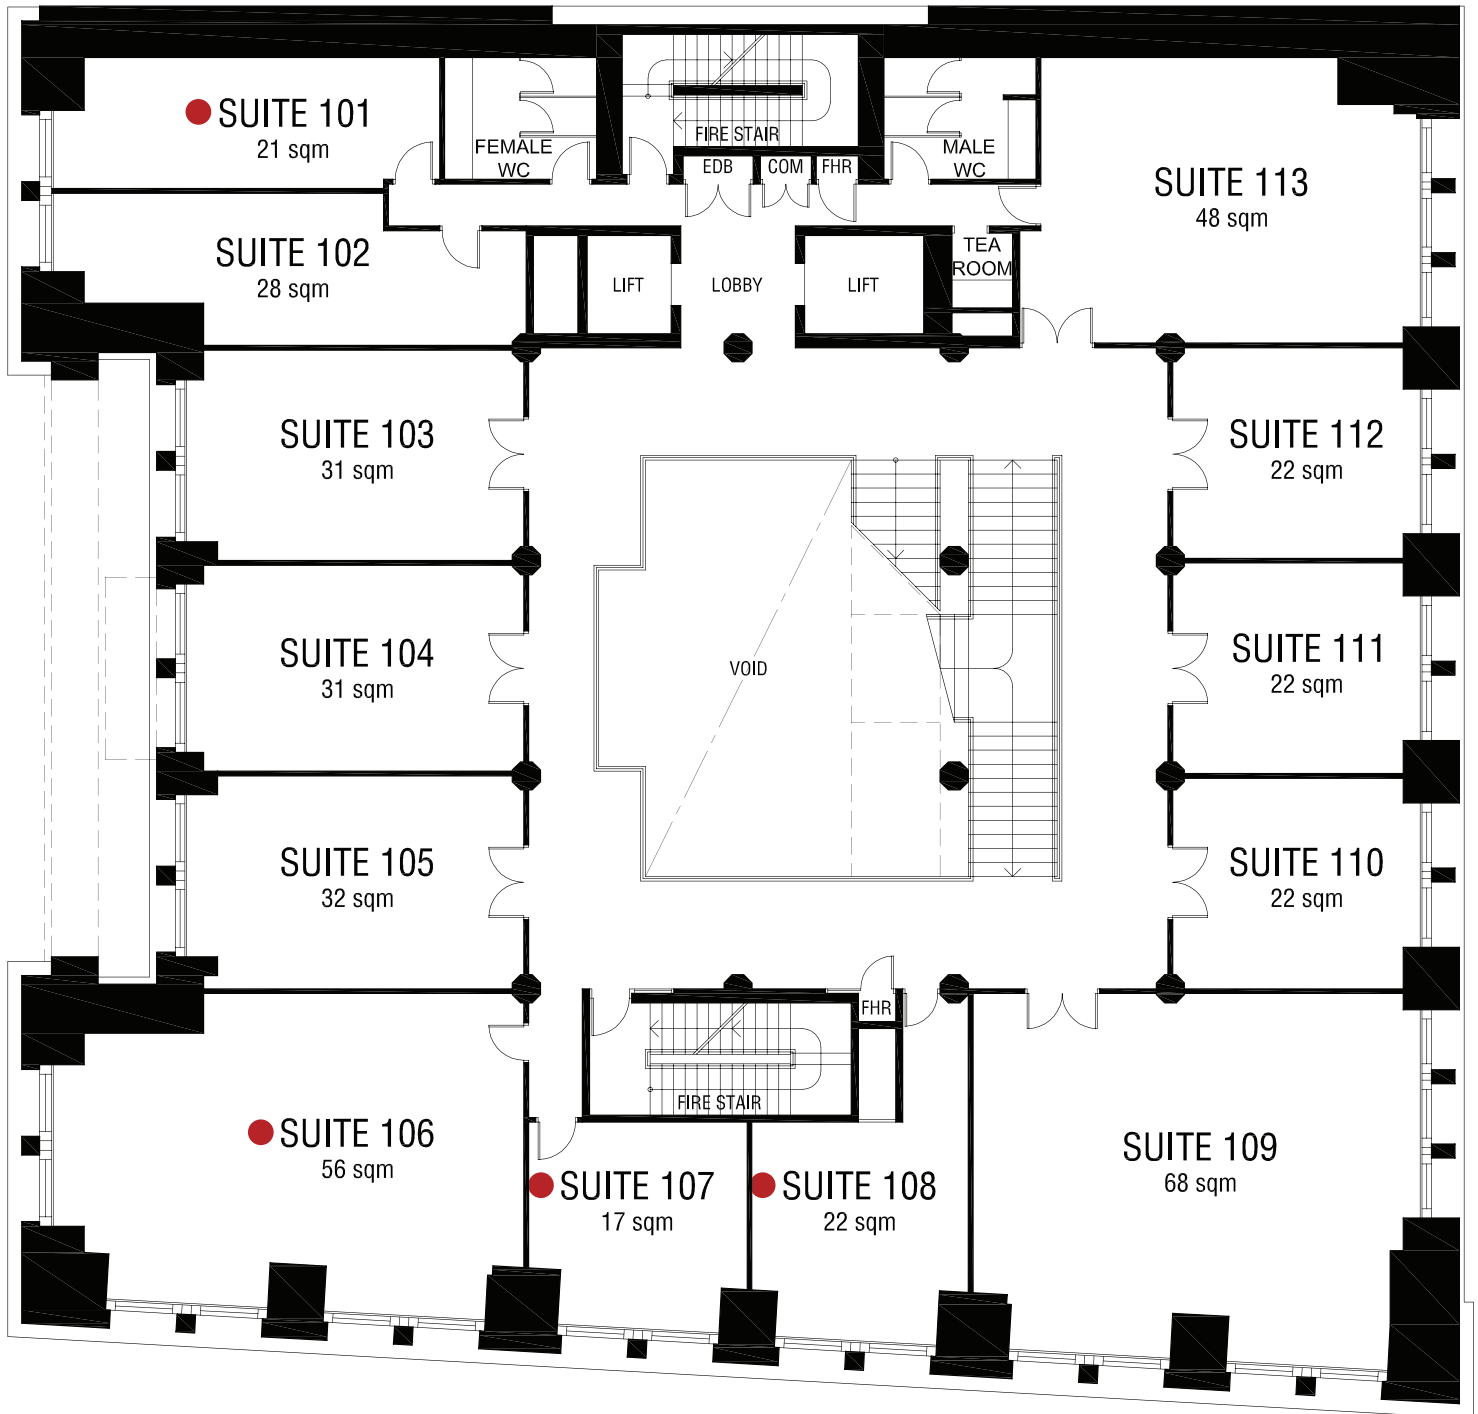 SUITE 101
21 sqm
FEMALE
WC
FIRE STAIR
EDB
COM
FHR
MALE
WC
SUITE 113
48 sqm
SUITE 102
28 sqm
LIFT
LOBBY
LIFT
TEA
ROOM
SUITE 103
31 sqm
SUITE 112
22 sqm
SUITE 104
31 sqm
VOID
SUITE 111
22 sqm
SUITE 105
32 sqm
SUITE 110
22 sqm
FHR
FIRE STAIR
SUITE 106
56 sqm
SUITE 107
17 sqm
SUITE 108
22 sqm
SUITE 109
68 sqm